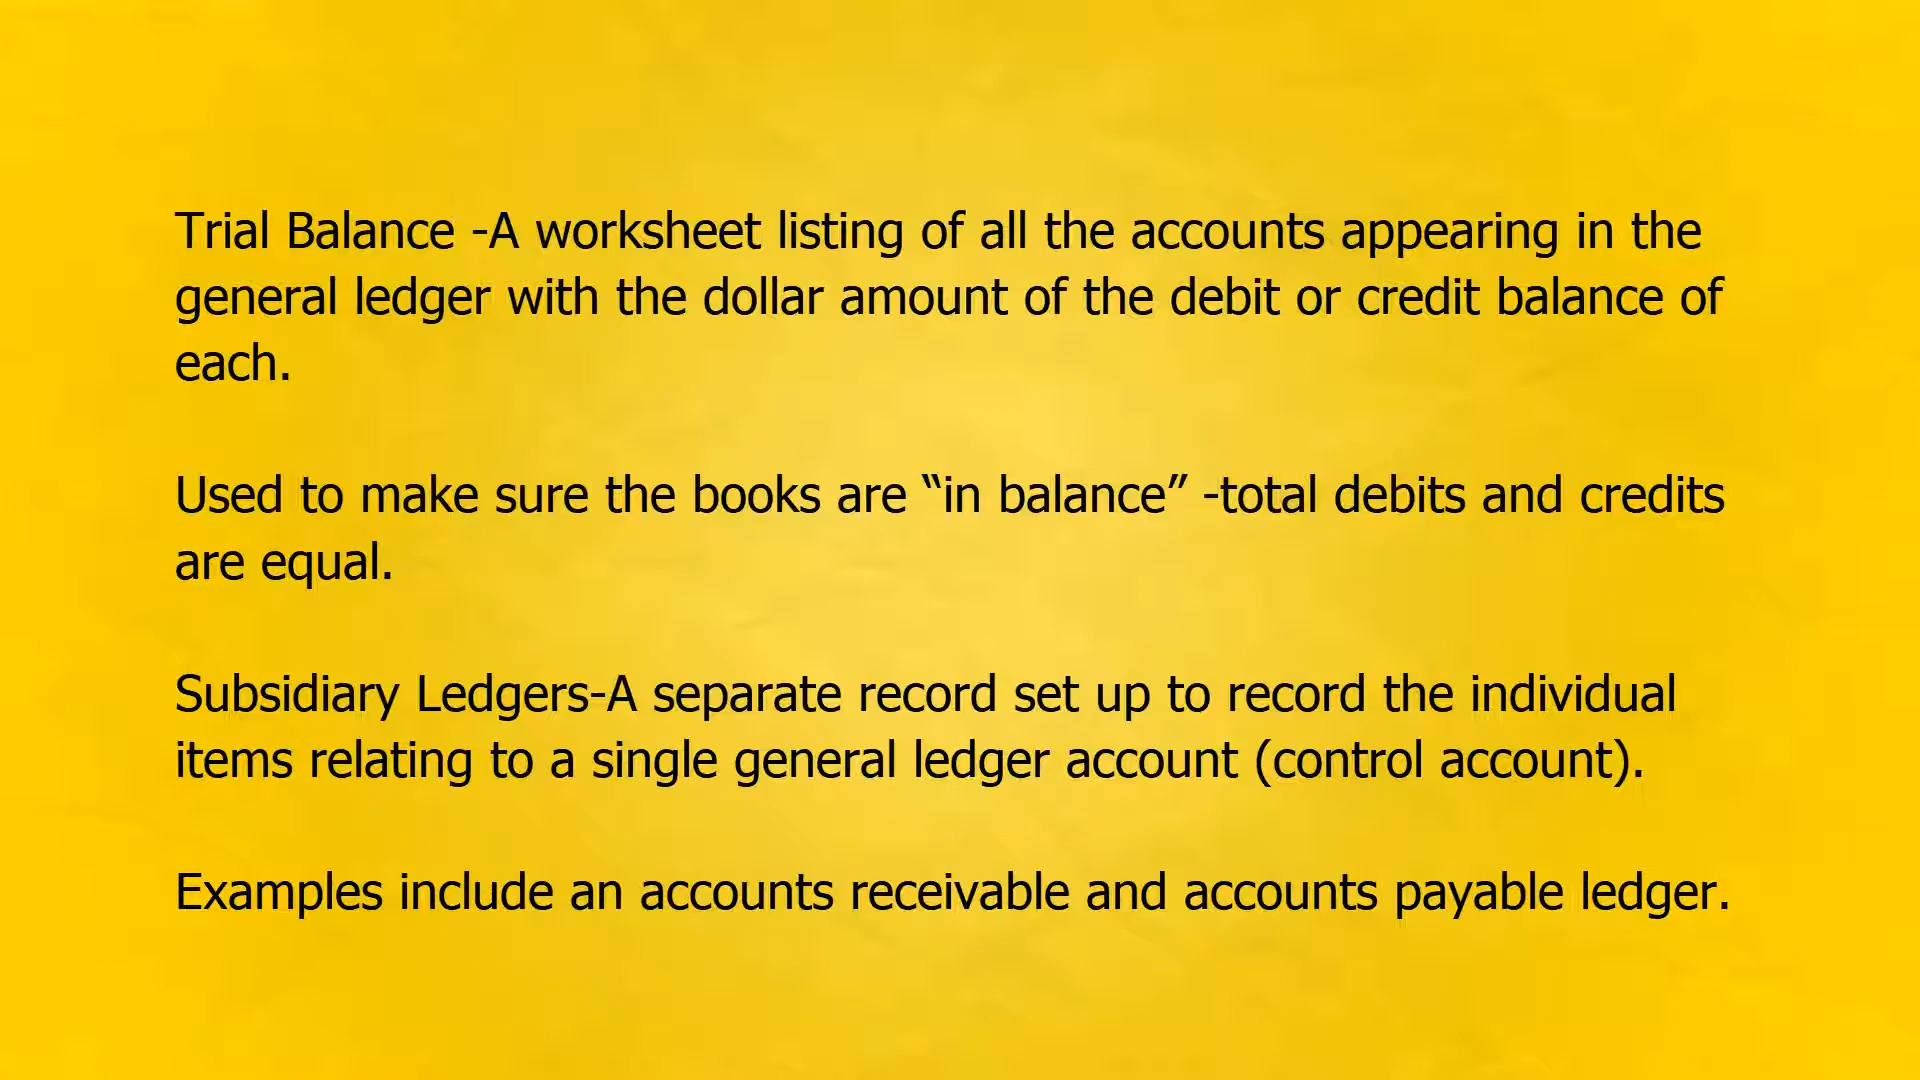 Trial Balance -A worksheet listing of all the accounts appearing in the
general ledger with the dollar amount of the debit or credit balance of
each.
Used to make sure the books are “in balance” -total debits and credits
are equal.
Subsidiary Ledgers-A separate record set up to record the individual
items relating to a single general ledger account (control account).
Examples include an accounts receivable and accounts payable ledger.